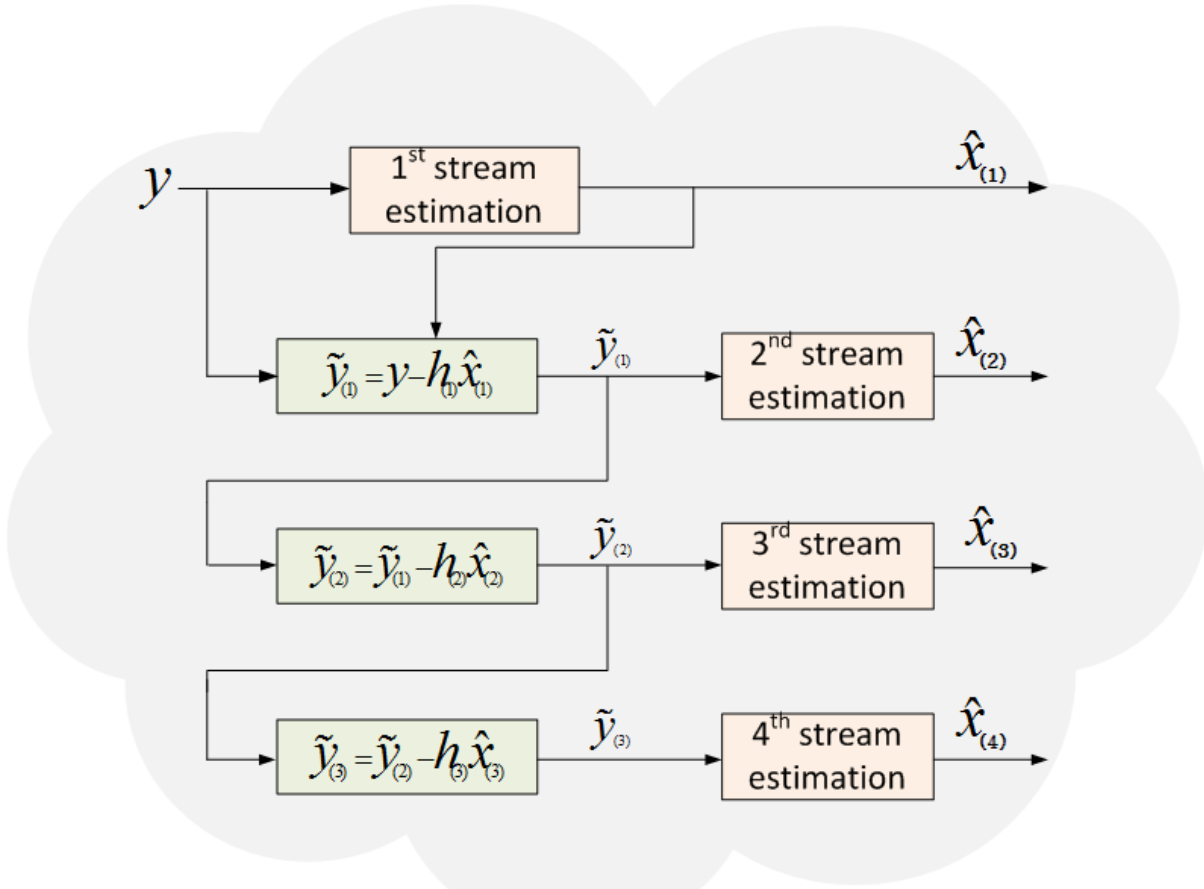 y
1st stream
estimation
x̂(1)
ỹ(1) = y−h(1)x̂(1)
ỹ(1)
2nd stream
estimation
x̂(2)
ỹ(2) = ỹ(1) −h(2)x̂(2)
ỹ(2)
3rd stream
estimation
x̂(3)
ỹ(3) = ỹ(2) −h(3)x̂(3)
ỹ(3)
4th stream
estimation
x̂(4)